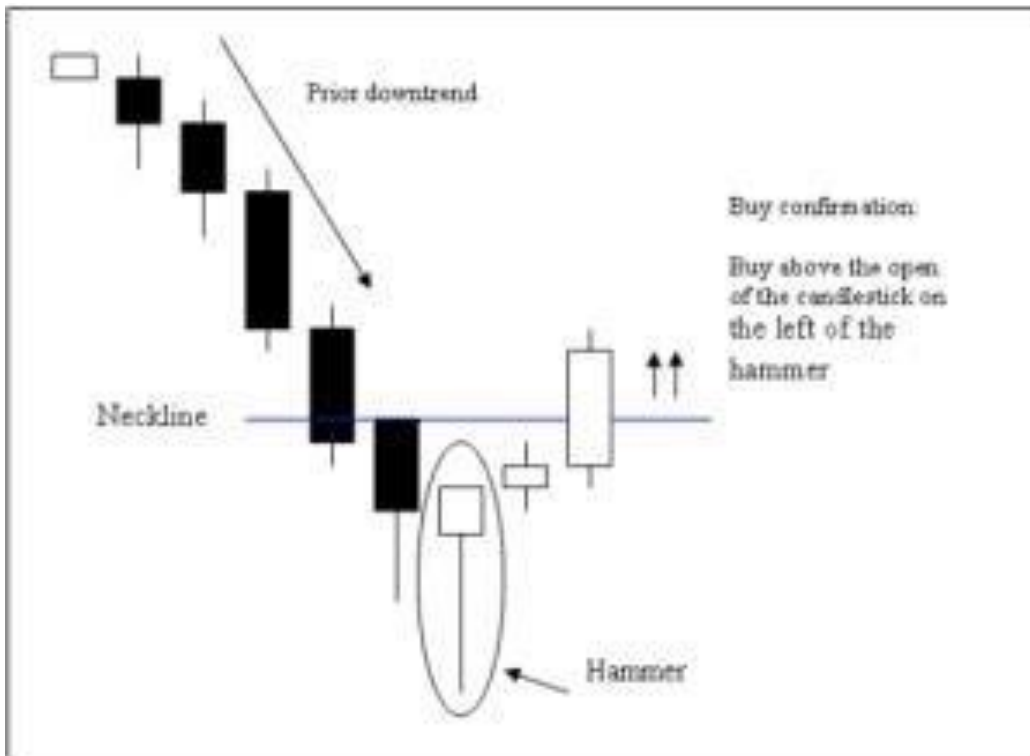 Prior downtrend
Buy confirmation:
Buy above the open
of the candlestick on
the left of the
hammer
Neckline
Hammer